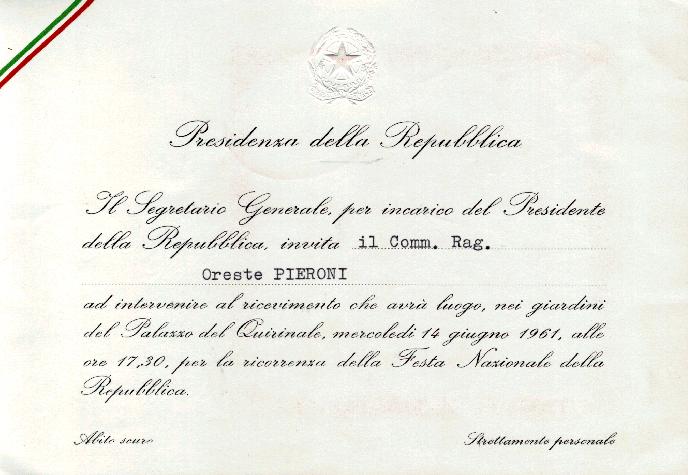 Presidenza della Repubblica
Il Segretario Generale, per incarico del Presidente
della Repubblica, invita il Comm. Rag.
Oreste PIERONI
ad intervenire al ricevimento che avrà luogo, nei giardini
del Palazzo del Quirinale, mercoledì 14 giugno 1961, alle
ore 17,30, per la ricorrenza della Festa Nazionale della
Repubblica.
Abito scuro
Strettamente personale